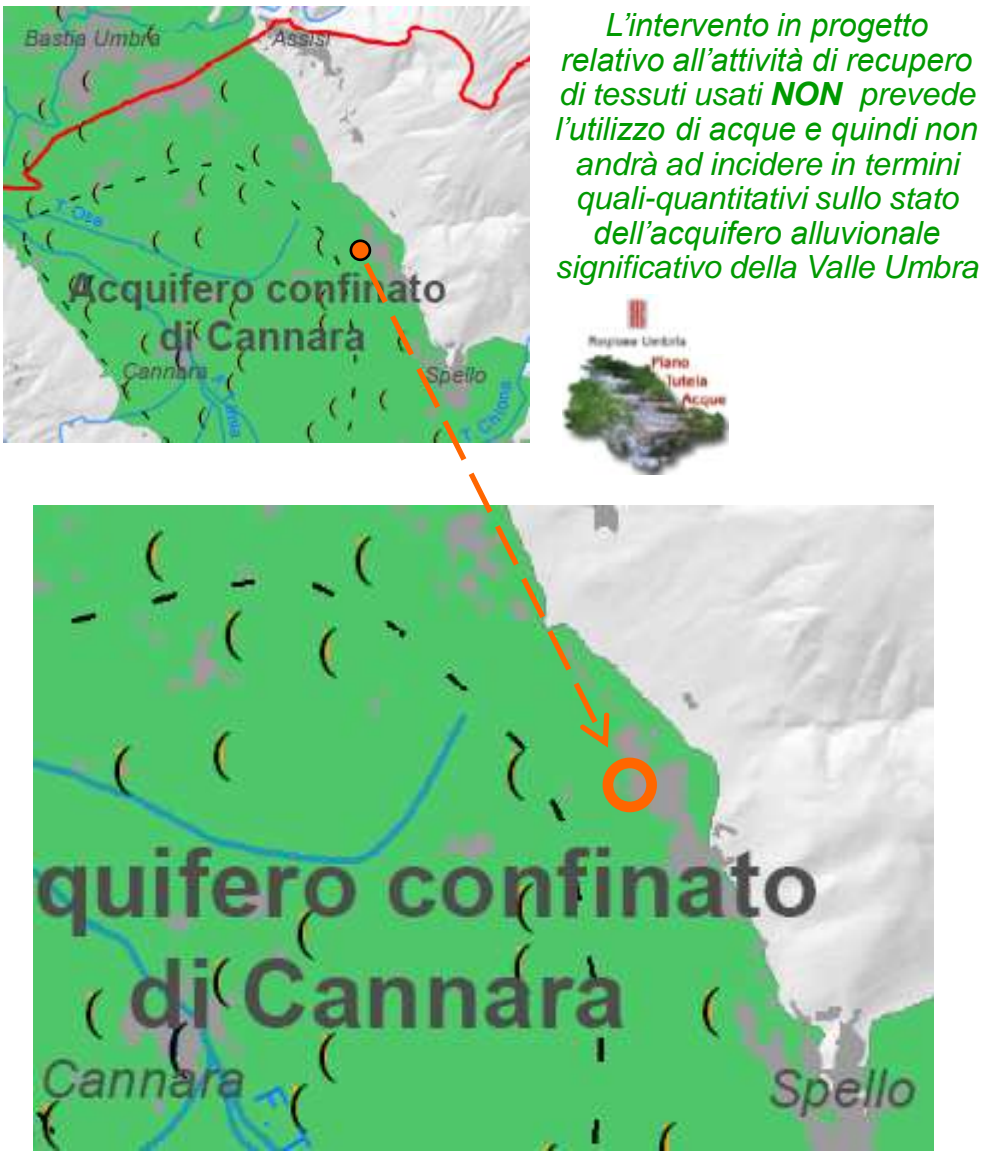 L'intervento in progetto
relativo all'attività di recupero
di tessuti usati NON prevede
l'utilizzo di acque e quindi non
andrà ad incidere in termini
quali-quantitativi sullo stato
dell'acquifero alluvionale
significativo della Valle Umbra
Bastia Umbra
Assisi
T. Ose
Acquifero confinato
di Cannara
Cannara
Spello
T. Chiona
Regione Umbria
Piano
Tutela
Acque
quifero confinato
di Cannara
Cannara
Spello
F. T